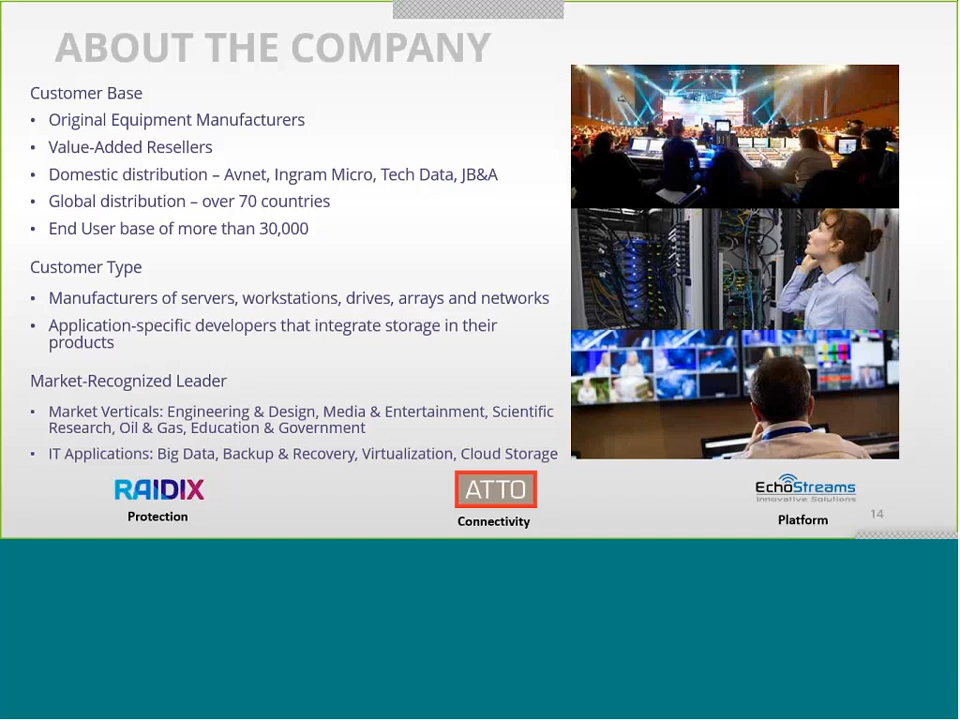 ABOUT THE COMPANY
Customer Base
• Original Equipment Manufacturers
• Value-Added Resellers
• Domestic distribution – Avnet, Ingram Micro, Tech Data, JB&A
• Global distribution – over 70 countries
• End User base of more than 30,000
Customer Type
• Manufacturers of servers, workstations, drives, arrays and networks
• Application-specific developers that integrate storage in their
products
Market-Recognized Leader
• Market Verticals: Engineering & Design, Media & Entertainment, Scientific
Research, Oil & Gas, Education & Government
• IT Applications: Big Data, Backup & Recovery, Virtualization, Cloud Storage
RAIDIX
Protection
ATTO
Connectivity
EchoStreams
Innovative Solutions
Platform
14